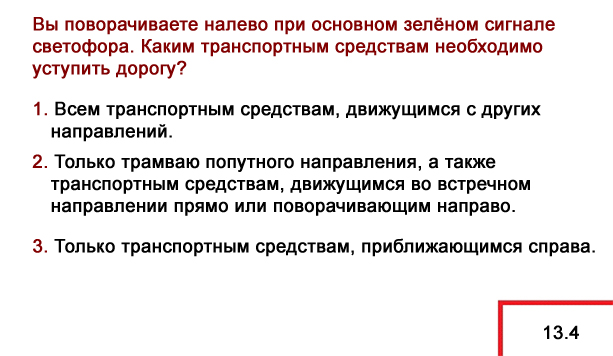 Вы поворачиваете налево при основном зелёном сигнале
светофора. Каким транспортным средствам необходимо
уступить дорогу?
1. Всем транспортным средствам, движущимся с других
направлений.
2. Только трамваю попутного направления, а также
транспортным средствам, движущимся во встречном
направлении прямо или поворачивающим направо.
3. Только транспортным средствам, приближающимся справа.
13.4